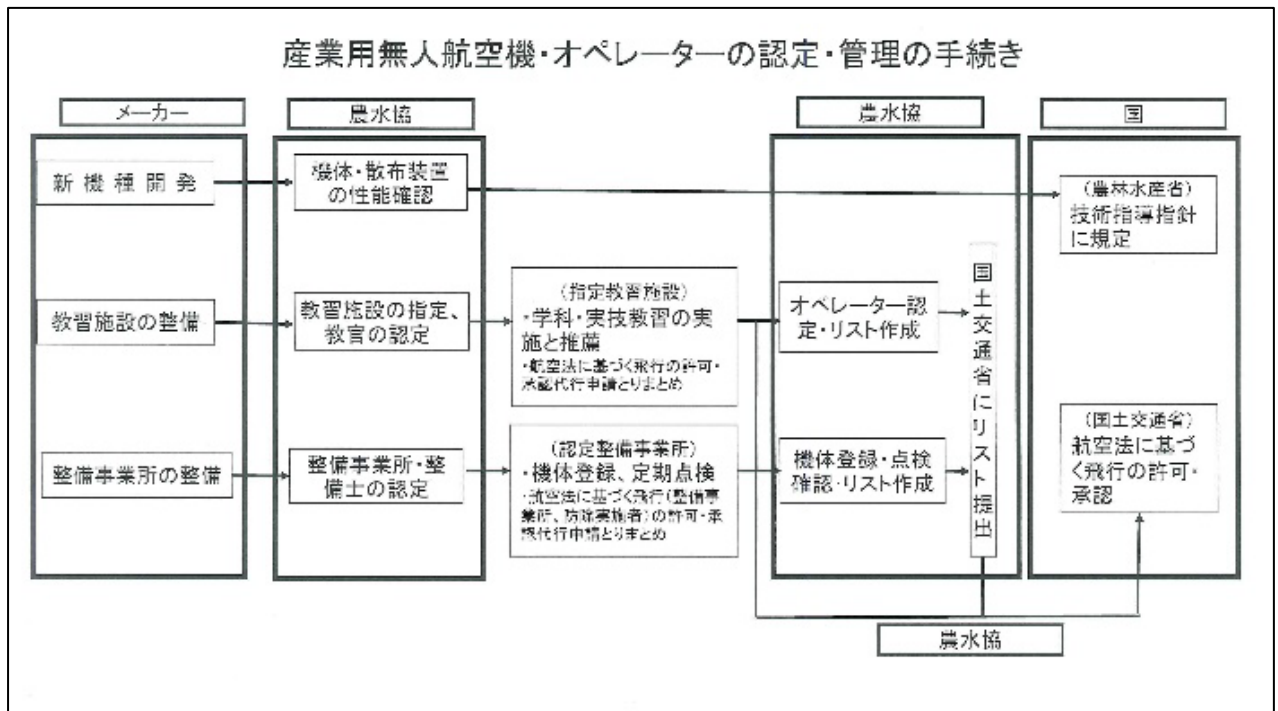 産業用無人航空機・オペレーターの認定・管理の手続き
メーカー
農水協
農水協
国
新機種開発
機体・散布装置
の性能確認
(農林水産省)
技術指導指針
に規定
教習施設の整備
教習施設の指定、
教官の認定
(指定教習施設)
・学科・実技教習の実
施と推薦
・航空法に基づく飛行の許可・
承認代行申請とりまとめ
オペレーター認
定・リスト作成
国土交通省にリスト提出
整備事業所の整備
整備事業所・整
備士の認定
(認定整備事業所)
・機体登録、定期点検
・航空法に基づく飛行(整備事
業所、防除実施者)の許可・承
認代行申請とりまとめ
機体登録・点検
確認・リスト作成
(国土交通省)
航空法に基づ
く飛行の許可・
承認
農水協